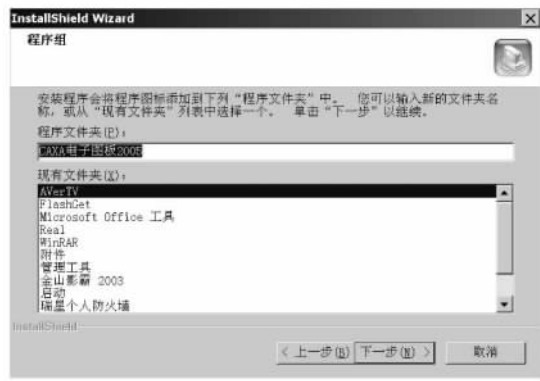 InstallShield Wizard
程序组
安装程序会将程序图标添加到下列“程序文件夹”中。 您可以输入新的文件夹名
称，或从“现有文件夹”列表中选择一个。 单击“下一步”以继续。
程序文件夹(P):
CAXA电子图板2005
现有文件夹(X):
AVerTV
FlashGet
Microsoft Office 工具
Real
WinRAR
附件
管理工具
金山影霸 2003
启动
瑞星个人防火墙
InstallShield
< 上一步(B) 下一步(N) > 取消